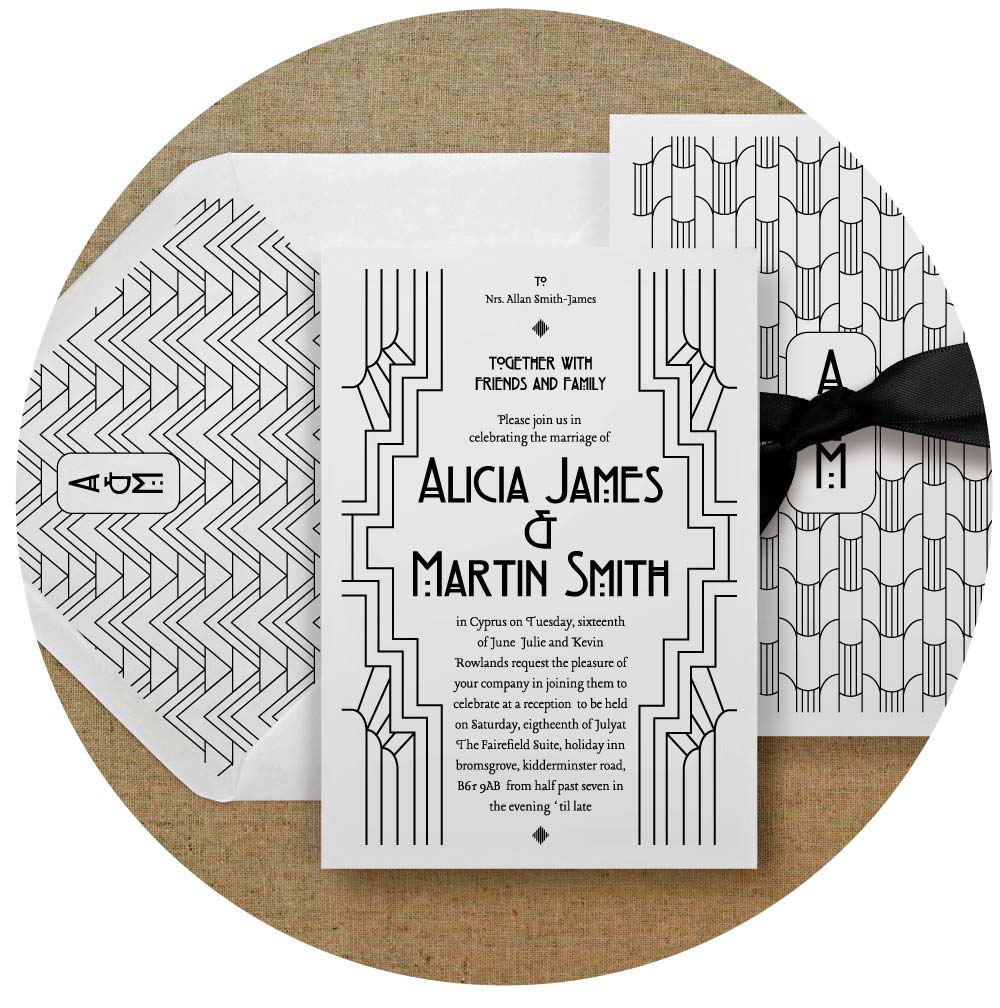 TO
Nrs. Allan Smith-James
TOGETHER WITH
FRIENDS AND FAMILY
Please join us in
celebrating the marriage of
ALICIA JAMES
&
MARTIN SMITH
in Cyprus on Tuesday, sixteenth
of June Julie and Kevin
Rowlands request the pleasure of
your company in joining them to
celebrate at a reception to be held
on Saturday, eigtheenth of Julyat
The Fairefield Suite, holiday inn
bromsgrove, kidderminster road,
B61 9AB from half past seven in
the evening ‘til late
A & M
A
M